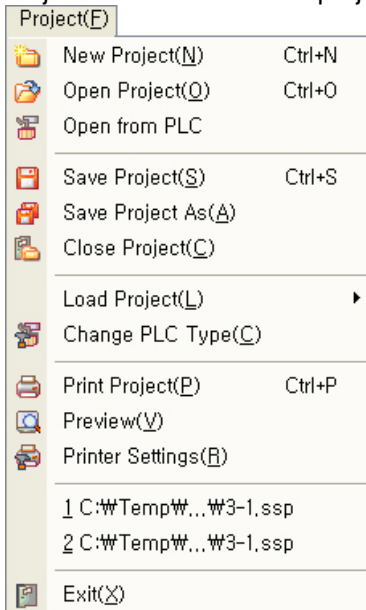 Project(F)
New Project(N) Ctrl+N
Open Project(O) Ctrl+O
Open from PLC
Save Project(S) Ctrl+S
Save Project As(A)
Close Project(C)
Load Project(L)
Change PLC Type(C)
Print Project(P) Ctrl+P
Preview(V)
Printer Settings(R)
1 C:₩Temp₩...₩3-1.ssp
2 C:₩Temp₩...₩3-1.ssp
Exit(X)